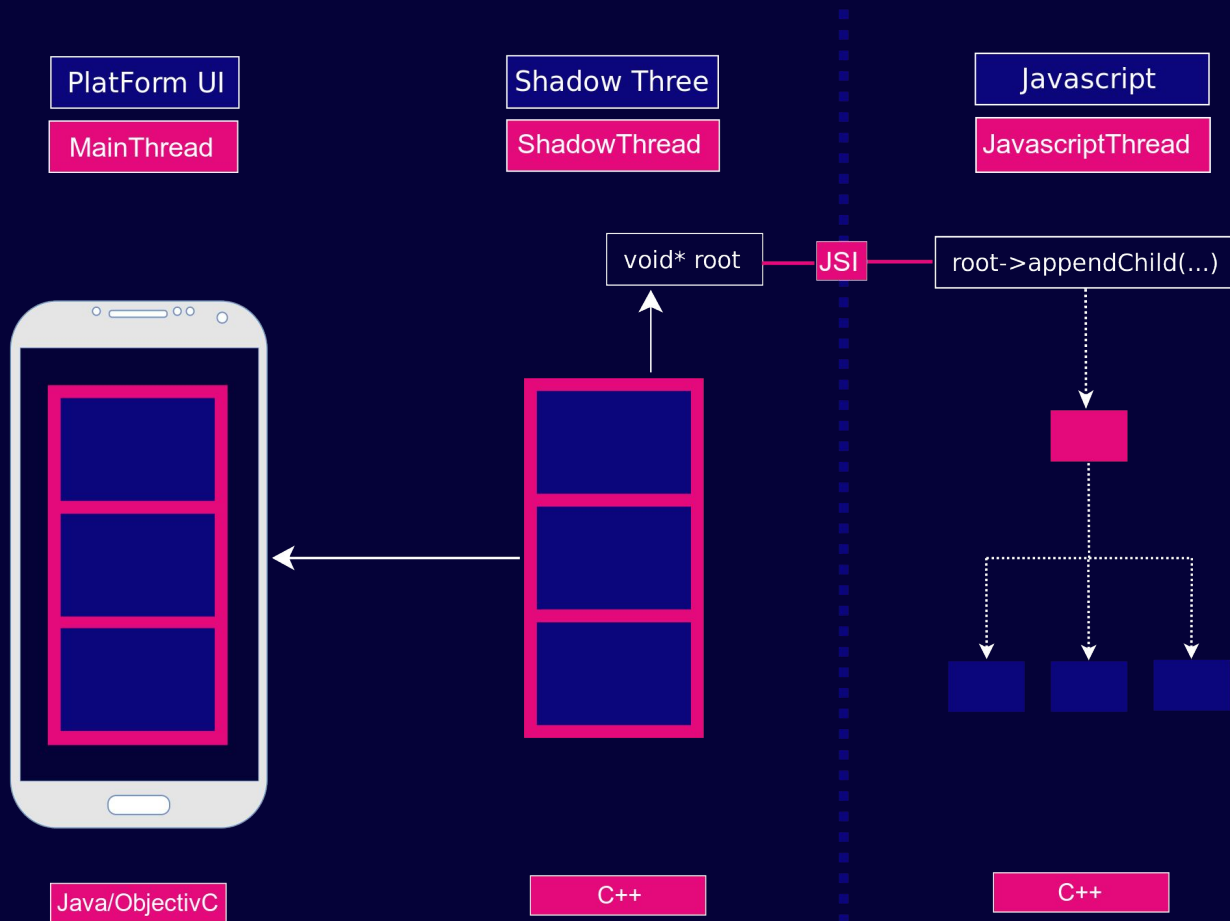 PlatForm UI
Shadow Three
Javascript
MainThread
ShadowThread
JavascriptThread
void* root
JSI
root->appendChild(...)
Java/ObjectivC
C++
C++